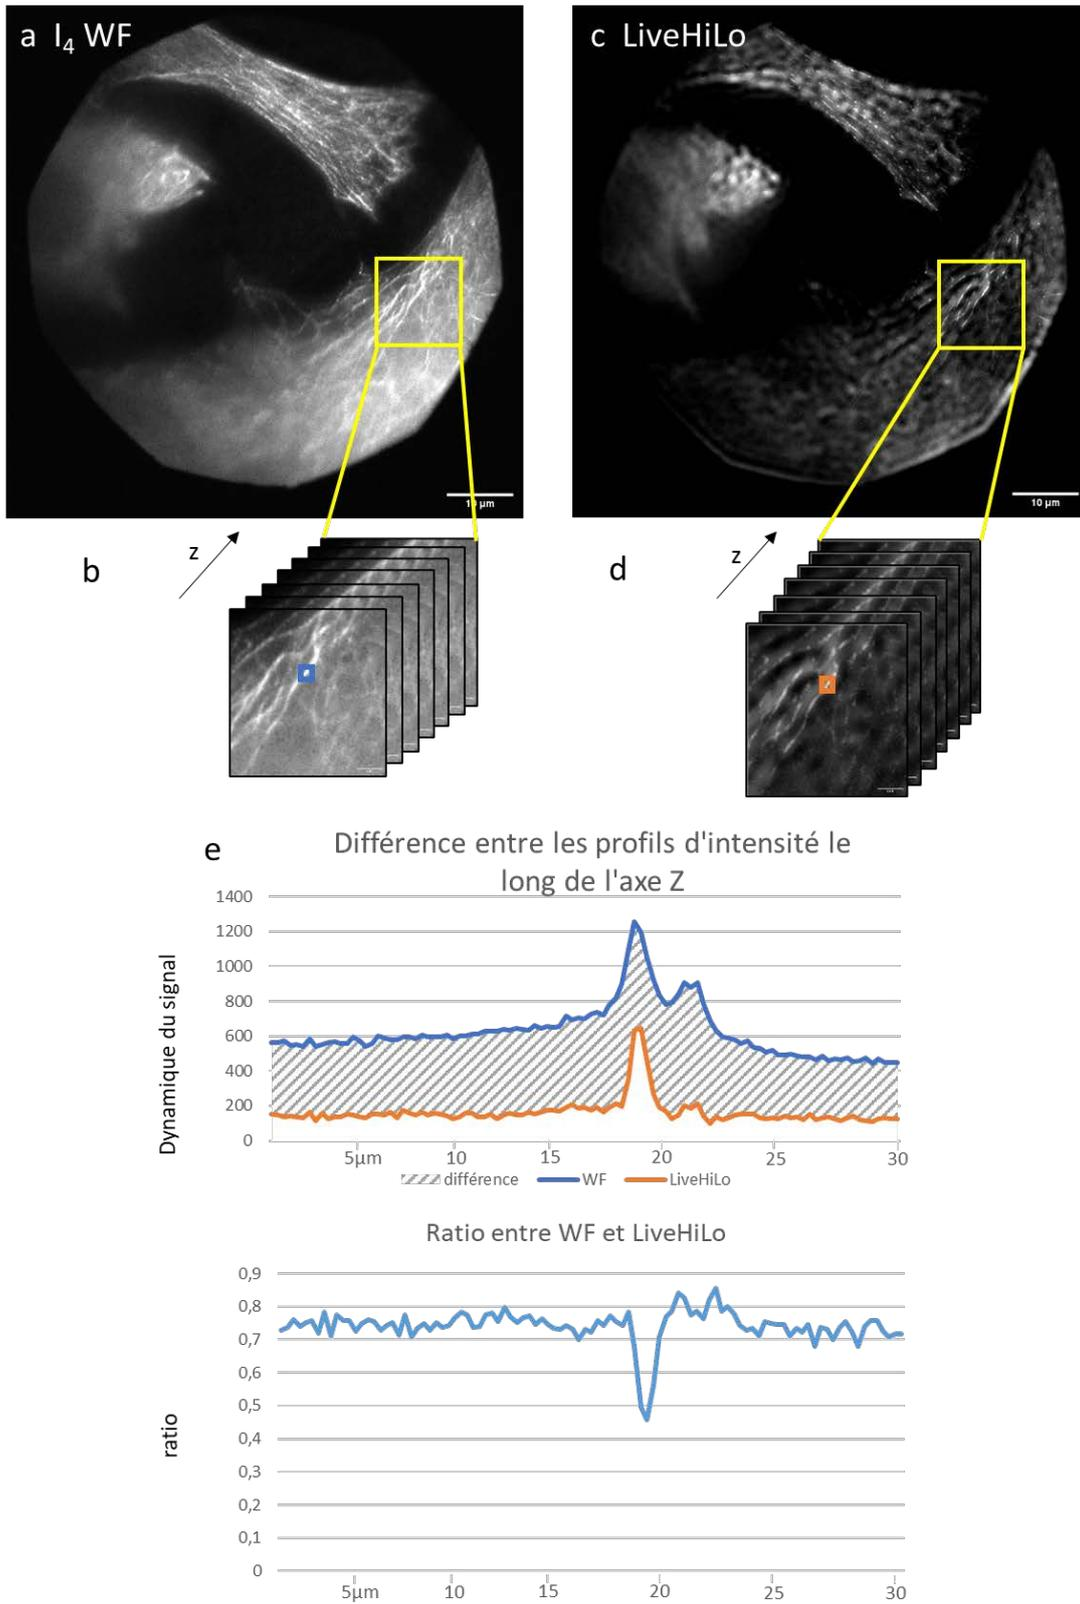 a I₄ WF
c LiveHiLo
10 µm
10 µm
z
b
z
d
e
Différence entre les profils d'intensité le
long de l'axe Z
Dynamique du signal
1400
1200
1000
800
600
400
200
0
5µm 10 15 20 25 30
différence WF LiveHiLo
Ratio entre WF et LiveHiLo
ratio
0,9
0,8
0,7
0,6
0,5
0,4
0,3
0,2
0,1
0
5µm 10 15 20 25 30